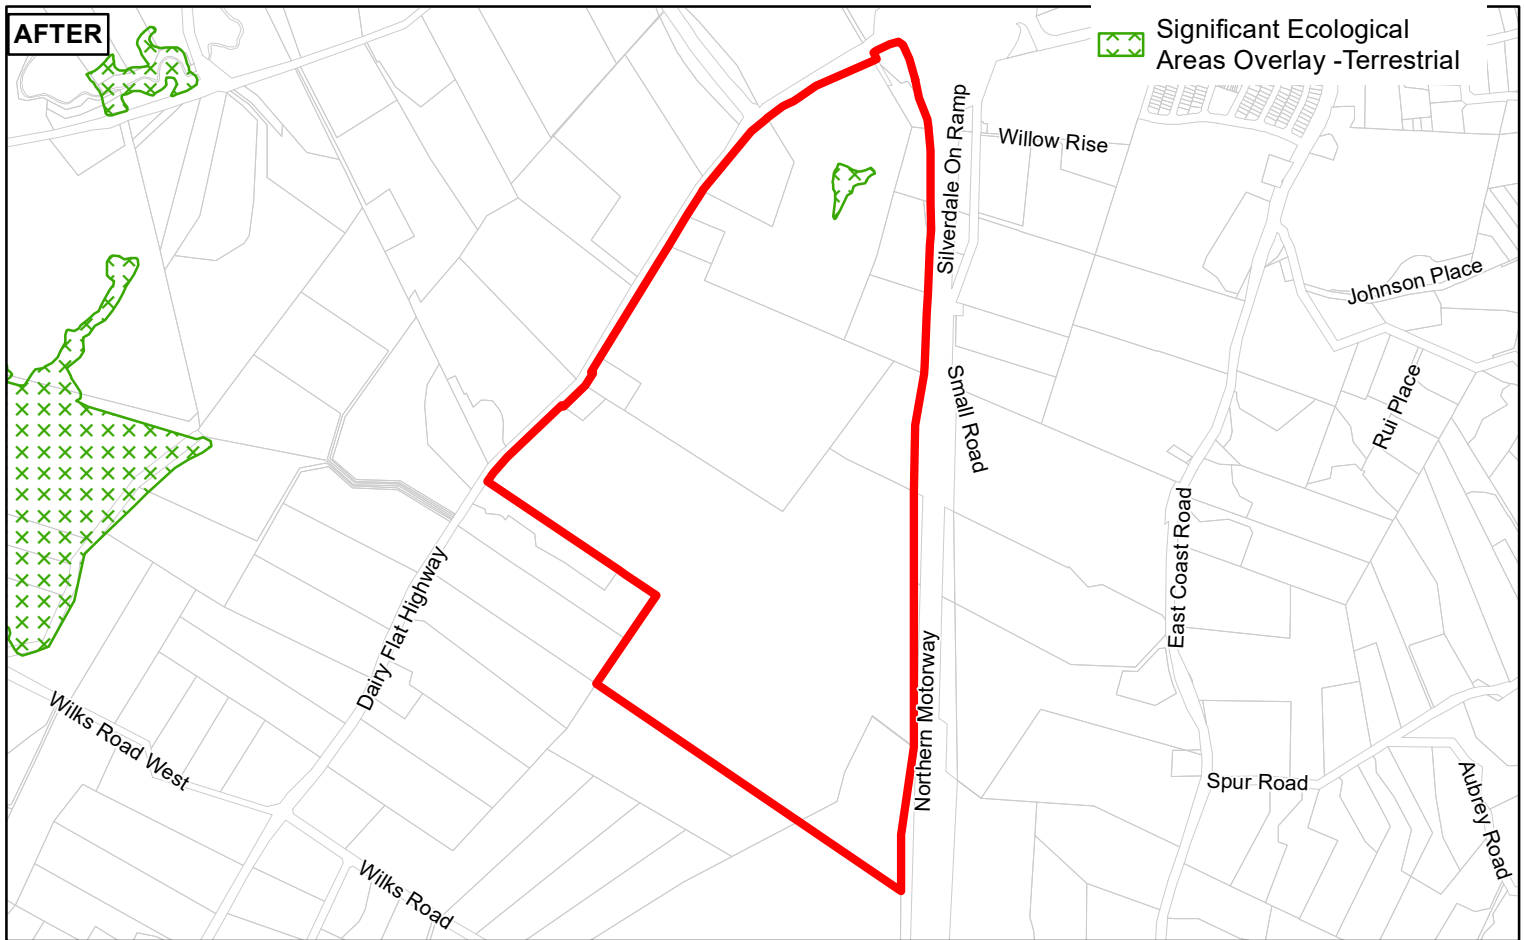 AFTER
Significant Ecological
Areas Overlay -Terrestrial
Silverdale On Ramp
Willow Rise
Johnson Place
Small Road
Rui Place
East Coast Road
Dairy Flat Highway
Northern Motorway
Wilks Road West
Spur Road
Aubrey Road
Wilks Road